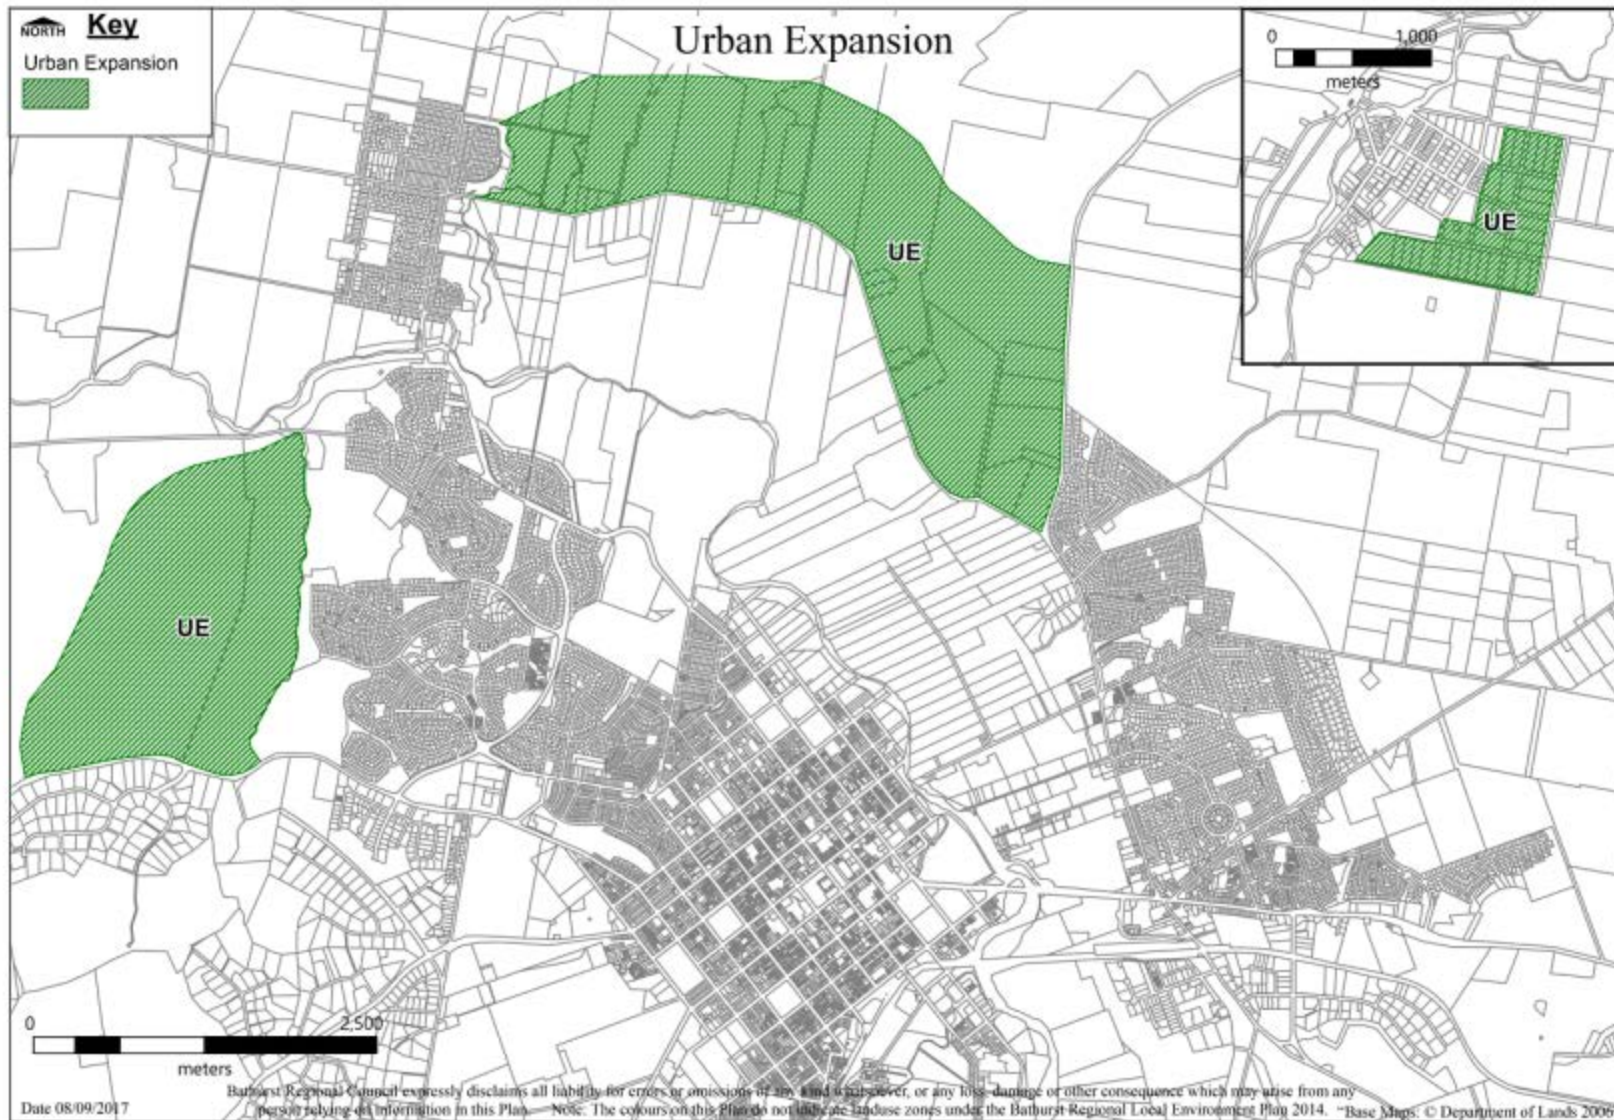 NORTH Key
Urban Expansion
Urban Expansion
0 1,000
meters
UE
UE
UE
0 2,500
meters
Bathurst Regional Council expressly disclaims all liability for errors or omissions of any kind whatsoever, or any loss, damage or other consequence which may arise from any
person relying on information in this Plan. Note: The colours on this Plan do not indicate landuse zones under the Bathurst Regional Local Environment Plan 2014. "Base Maps: © Department of Lands 2009"
Date 08/09/2017